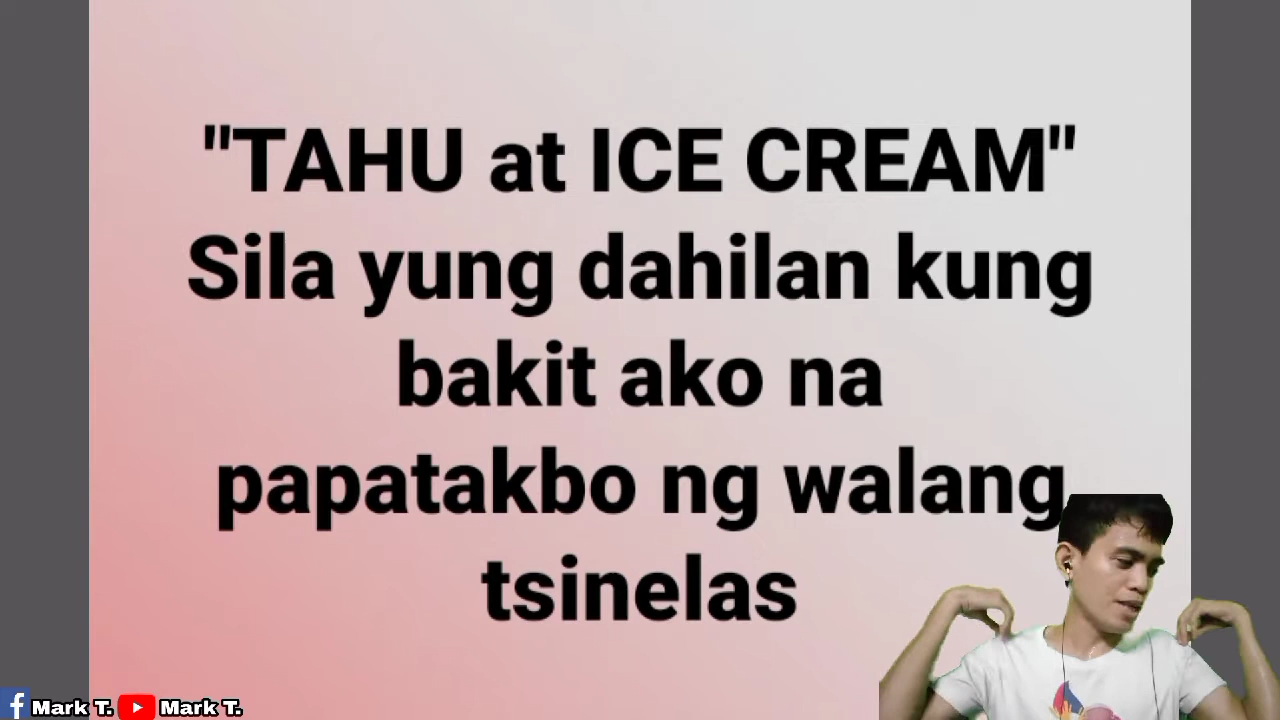 "TAHU at ICE CREAM"
Sila yung dahilan kung
bakit ako na
papatakbo ng walang
tsinelas
Mark T. Mark T.